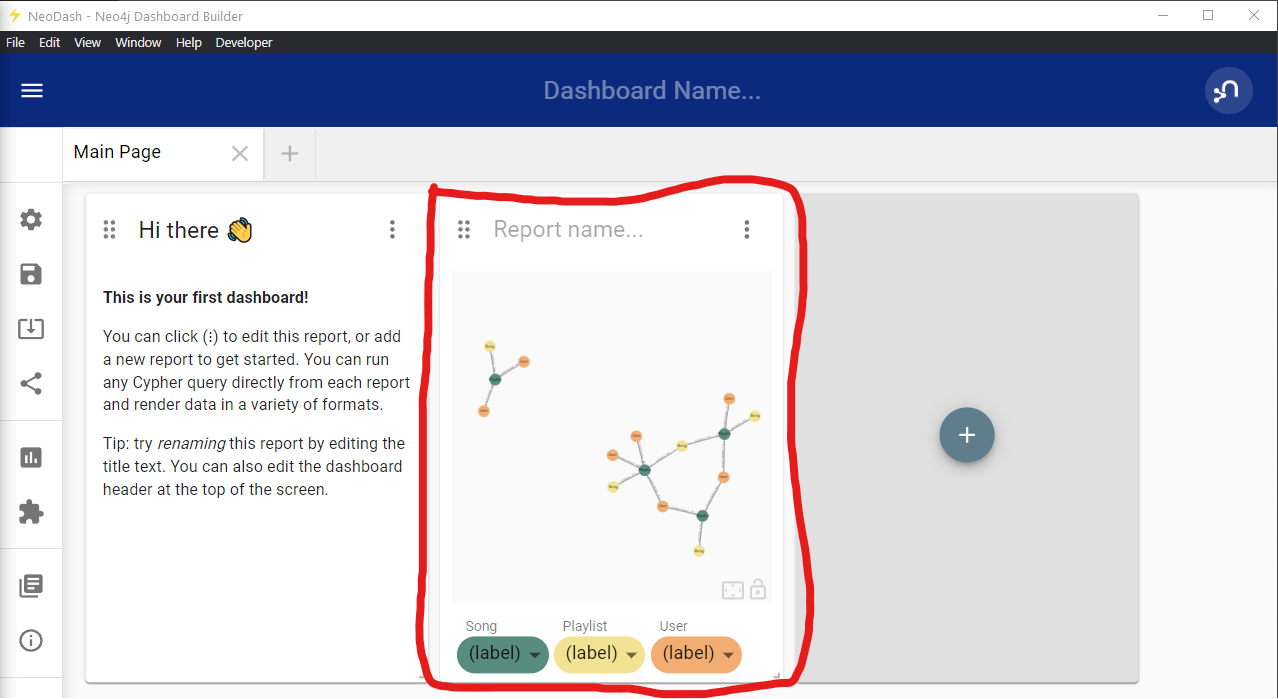 NeoDash - Neo4j Dashboard Builder
File Edit View Window Help Developer
Dashboard Name...
Main Page
Hi there 👋
This is your first dashboard!
You can click (⋮) to edit this report, or add
a new report to get started. You can run
any Cypher query directly from each report
and render data in a variety of formats.
Tip: try renaming this report by editing the
title text. You can also edit the dashboard
header at the top of the screen.
Report name...
Song Playlist User
(label) (label) (label)